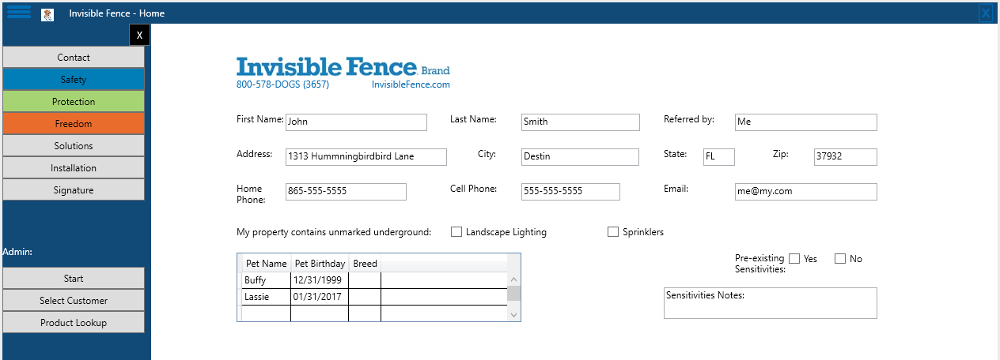 Invisible Fence - Home
X
X
Contact
Safety
Protection
Freedom
Solutions
Installation
Signature
Admin:
Start
Select Customer
Product Lookup
Invisible Fence. Brand
800-578-DOGS (3657) InvisibleFence.com
First Name: John Last Name: Smith Referred by: Me
Address: 1313 Hummningbirdbird Lane City: Destin State: FL Zip: 37932
Home Phone: 865-555-5555 Cell Phone: 555-555-5555 Email: me@my.com
My property contains unmarked underground: Landscape Lighting Sprinklers
Pet Name Pet Birthday Breed
Buffy 12/31/1999
Lassie 01/31/2017
Pre-existing Sensitivities: Yes No
Sensitivities Notes: